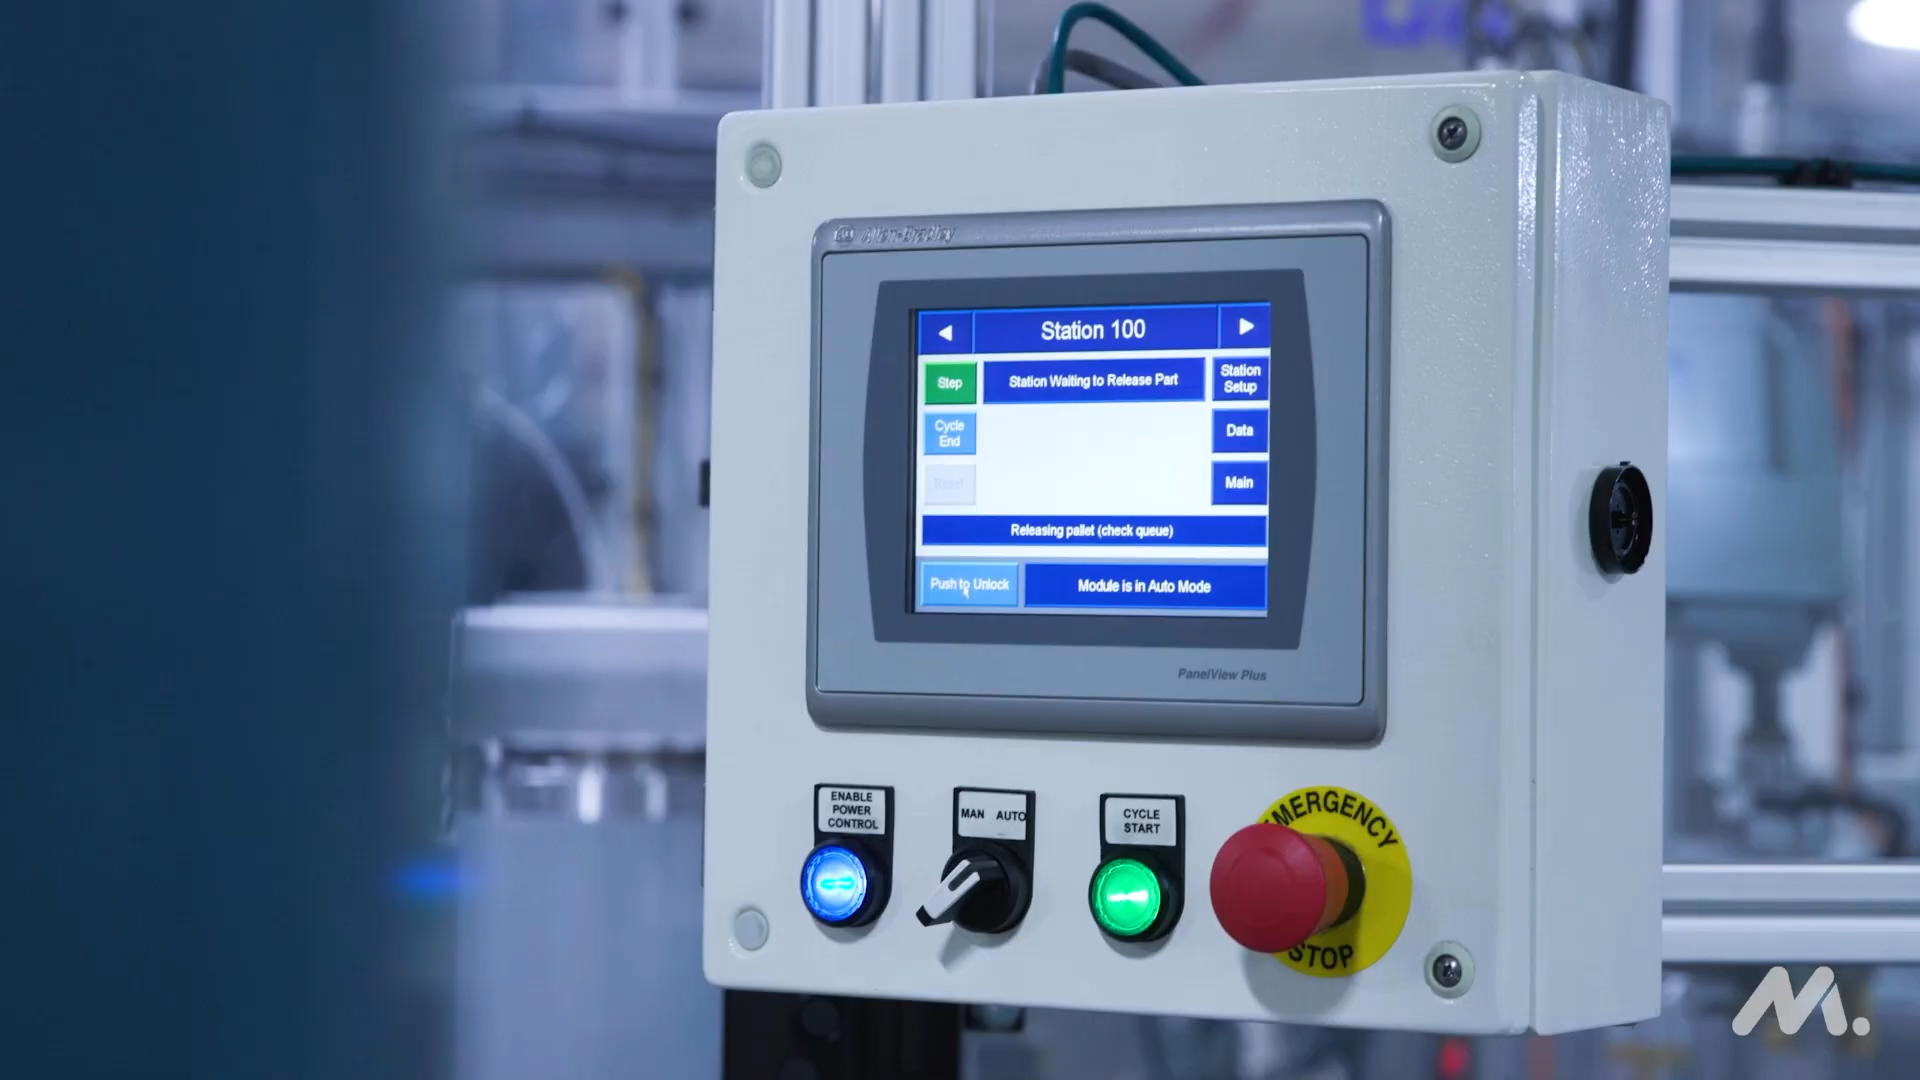 Allen-Bradley
Station 100
Step
Station Waiting to Release Part
Station
Setup
Cycle
End
Data
Reset
Main
Releasing pallet (check queue)
Push to Unlock
Module is in Auto Mode
PanelView Plus
ENABLE
POWER
CONTROL
MAN AUTO
CYCLE
START
EMERGENCY
STOP
M.